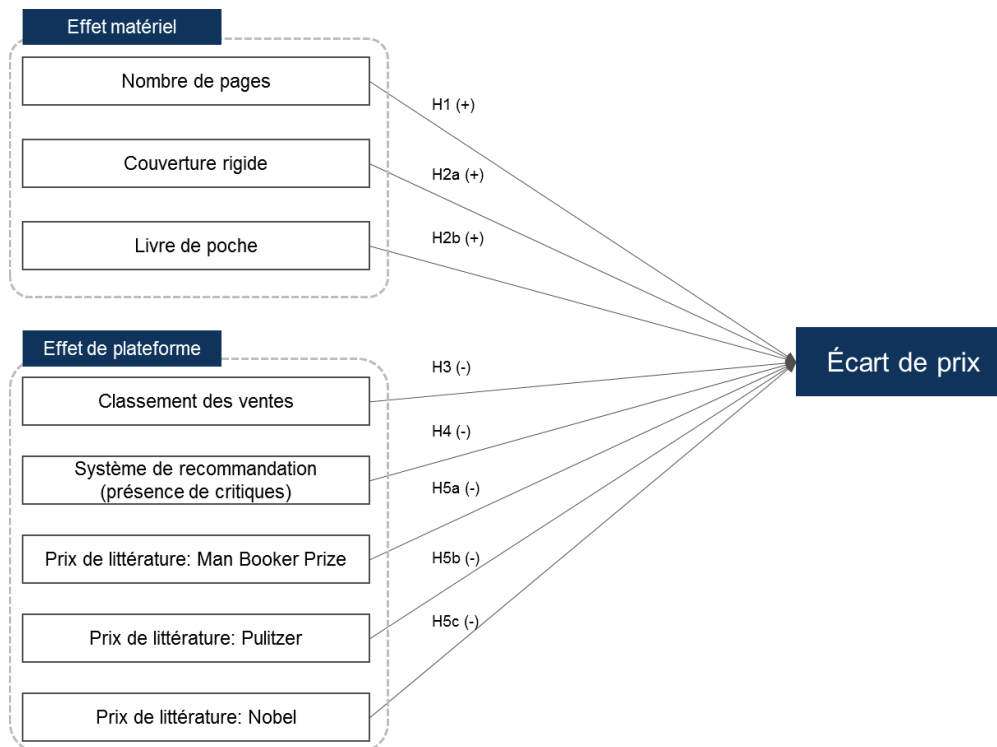 Effet matériel
Nombre de pages
H1 (+)
Couverture rigide
H2a (+)
Livre de poche
H2b (+)
Effet de plateforme
Écart de prix
Classement des ventes
H3 (-)
Système de recommandation
(présence de critiques)
H4 (-)
Prix de littérature: Man Booker Prize
H5a (-)
Prix de littérature: Pulitzer
H5b (-)
Prix de littérature: Nobel
H5c (-)